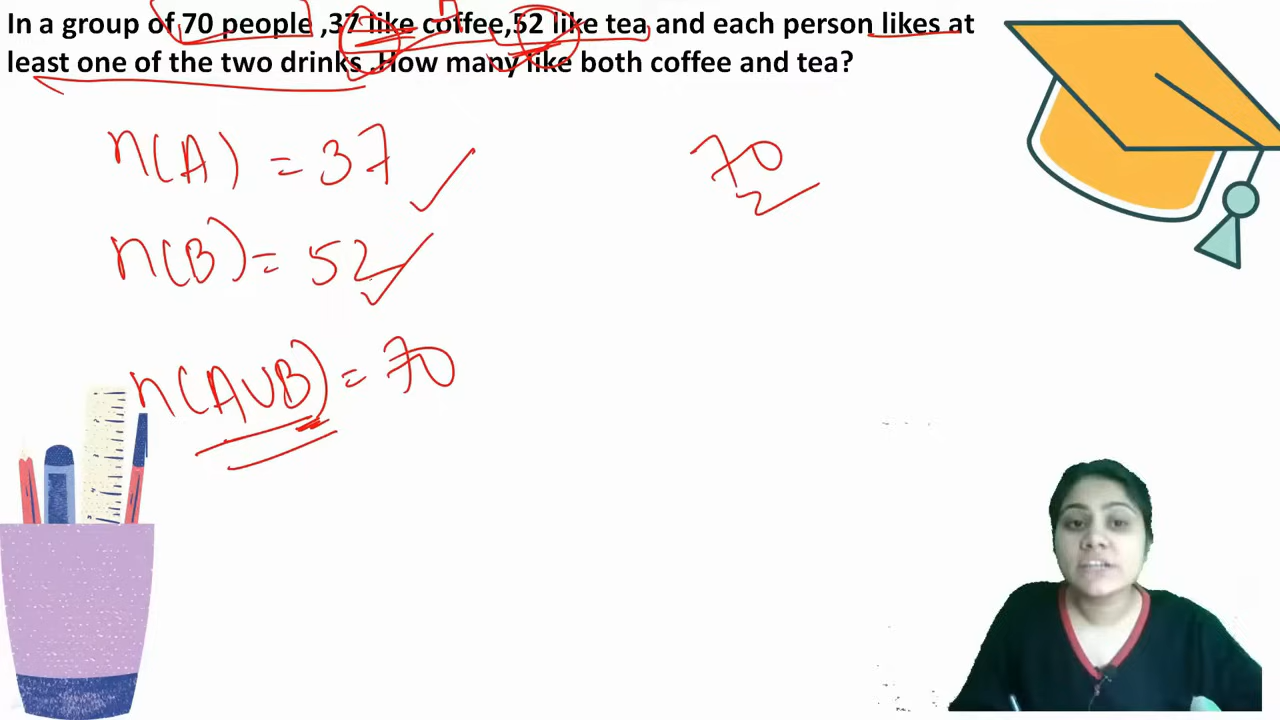 In a group of 70 people ,37 like coffee,52 like tea and each person likes at
least one of the two drinks .How many like both coffee and tea?
n(A) = 37
70
n(B) = 52
n(A∪B) = 70